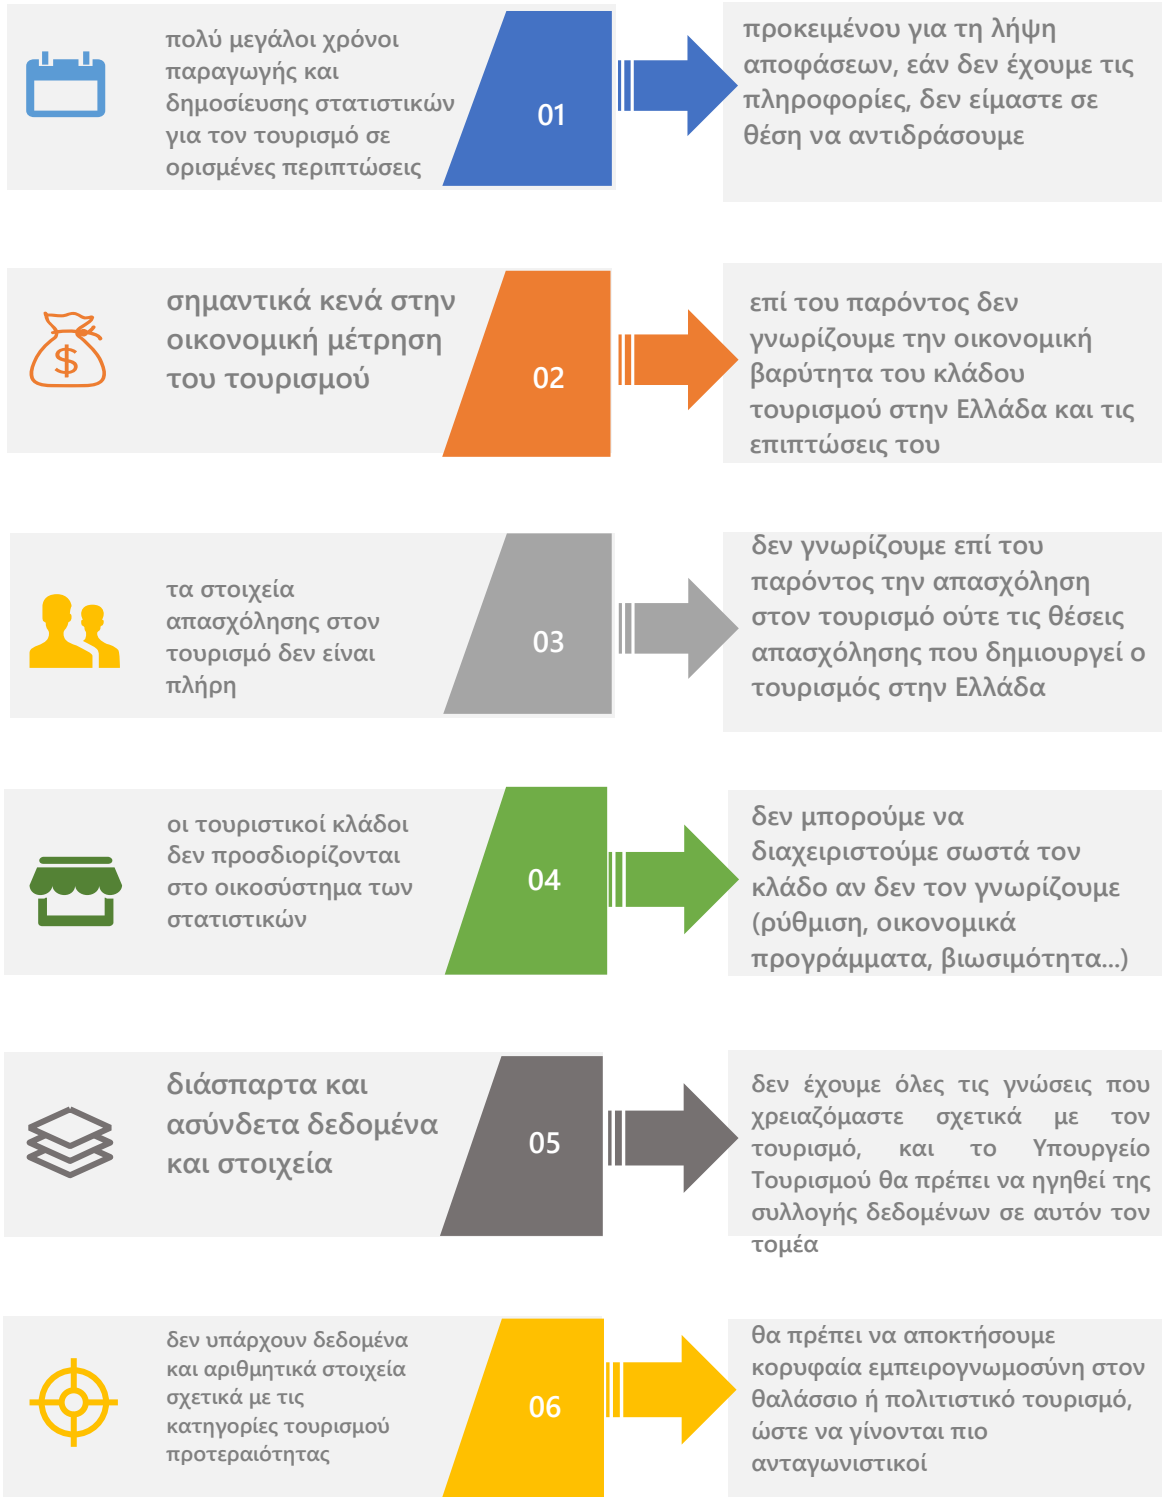 πολύ μεγάλοι χρόνοι
παραγωγής και
δημοσίευσης στατιστικών
για τον τουρισμό σε
ορισμένες περιπτώσεις
01
προκειμένου για τη λήψη
αποφάσεων, εάν δεν έχουμε τις
πληροφορίες, δεν είμαστε σε
θέση να αντιδράσουμε
σημαντικά κενά στην
οικονομική μέτρηση
του τουρισμού
$
02
επί του παρόντος δεν
γνωρίζουμε την οικονομική
βαρύτητα του κλάδου
τουρισμού στην Ελλάδα και τις
επιπτώσεις του
τα στοιχεία
απασχόλησης στον
τουρισμό δεν είναι
πλήρη
03
δεν γνωρίζουμε επί του
παρόντος την απασχόληση
στον τουρισμό ούτε τις θέσεις
απασχόλησης που δημιουργεί ο
τουρισμός στην Ελλάδα
οι τουριστικοί κλάδοι
δεν προσδιορίζονται
στο οικοσύστημα των
στατιστικών
04
δεν μπορούμε να
διαχειριστούμε σωστά τον
κλάδο αν δεν τον γνωρίζουμε
(ρύθμιση, οικονομικά
προγράμματα, βιωσιμότητα...)
διάσπαρτα και
ασύνδετα δεδομένα
και στοιχεία
05
δεν έχουμε όλες τις γνώσεις που
χρειαζόμαστε σχετικά με τον
τουρισμό, και το Υπουργείο
Τουρισμού θα πρέπει να ηγηθεί της
συλλογής δεδομένων σε αυτόν τον
τομέα
δεν υπάρχουν δεδομένα
και αριθμητικά στοιχεία
σχετικά με τις
κατηγορίες τουρισμού
προτεραιότητας
06
θα πρέπει να αποκτήσουμε
κορυφαία εμπειρογνωμοσύνη στον
θαλάσσιο ή πολιτιστικό τουρισμό,
ώστε να γίνονται πιο
ανταγωνιστικοί